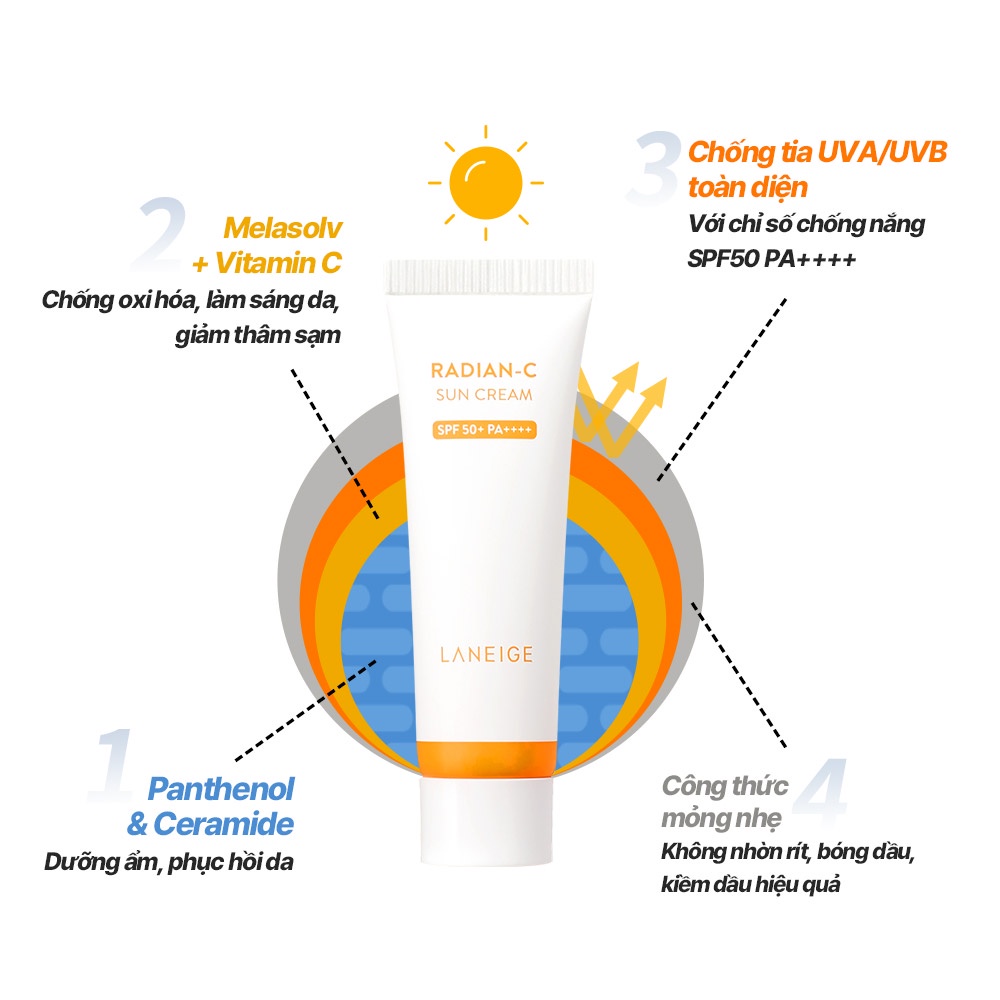 3
Chống tia UVA/UVB
toàn diện
Với chỉ số chống nắng
SPF50 PA++++
2
Melasolv
+ Vitamin C
Chống oxi hóa, làm sáng da,
giảm thâm sạm
RADIAN-C
SUN CREAM
SPF 50+ PA++++
LANEIGE
1
Panthenol
& Ceramide
Dưỡng ẩm, phục hồi da
4
Công thức
mỏng nhẹ
Không nhờn rít, bóng dầu,
kiềm dầu hiệu quả